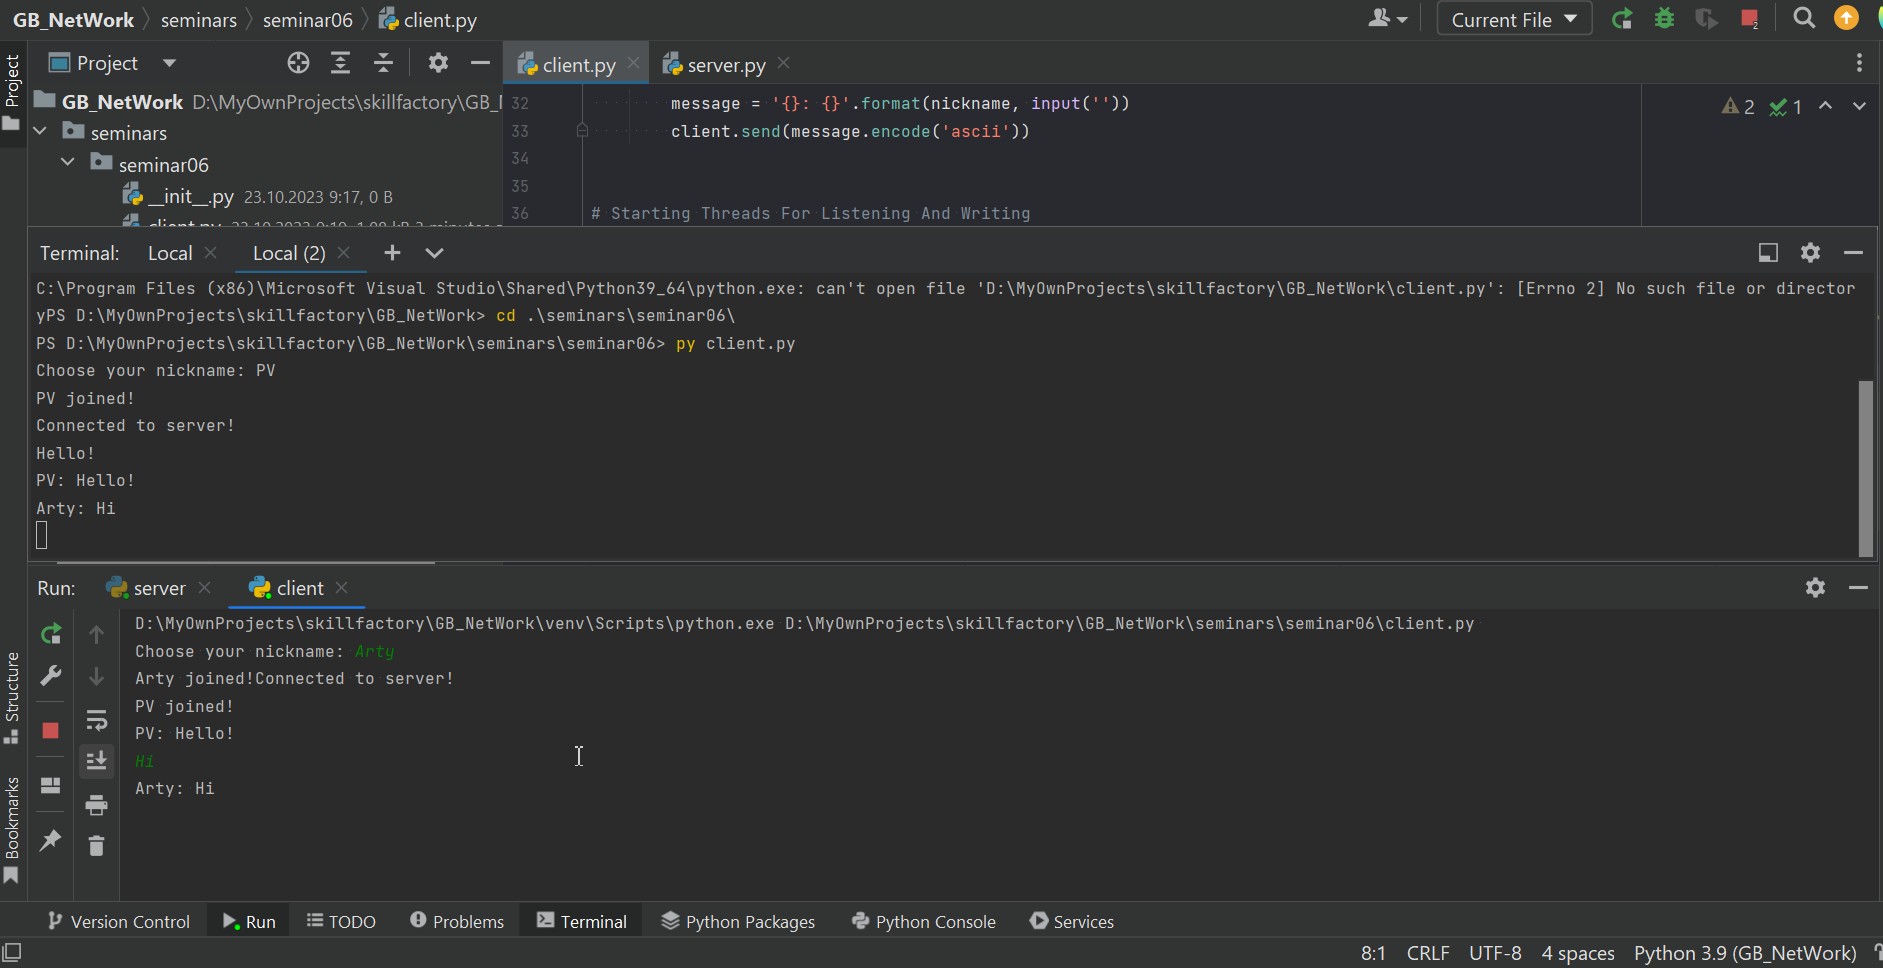 GB_NetWork seminars seminar06 client.py Current File
Project client.py server.py
Project
GB_NetWork D:\MyOwnProjects\skillfactory\GB_
seminars
seminar06
__init__.py 23.10.2023 9:17, 0 B
32 message = '{}: {}'.format(nickname, input(''))
33 client.send(message.encode('ascii'))
34
35
36 # Starting Threads For Listening And Writing
2 1
Terminal: Local Local (2)
C:\Program Files (x86)\Microsoft Visual Studio\Shared\Python39_64\python.exe: can't open file 'D:\MyOwnProjects\skillfactory\GB_NetWork\client.py': [Errno 2] No such file or director
yPS D:\MyOwnProjects\skillfactory\GB_NetWork> cd .\seminars\seminar06\
PS D:\MyOwnProjects\skillfactory\GB_NetWork\seminars\seminar06> py client.py
Choose your nickname: PV
PV joined!
Connected to server!
Hello!
PV: Hello!
Arty: Hi
Run: server client
D:\MyOwnProjects\skillfactory\GB_NetWork\venv\Scripts\python.exe D:\MyOwnProjects\skillfactory\GB_NetWork\seminars\seminar06\client.py
Choose your nickname: Arty
Arty joined!Connected to server!
PV joined!
PV: Hello!
Hi
Arty: Hi
Structure
Bookmarks
Version Control Run TODO Problems Terminal Python Packages Python Console Services
8:1 CRLF UTF-8 4 spaces Python 3.9 (GB_NetWork)